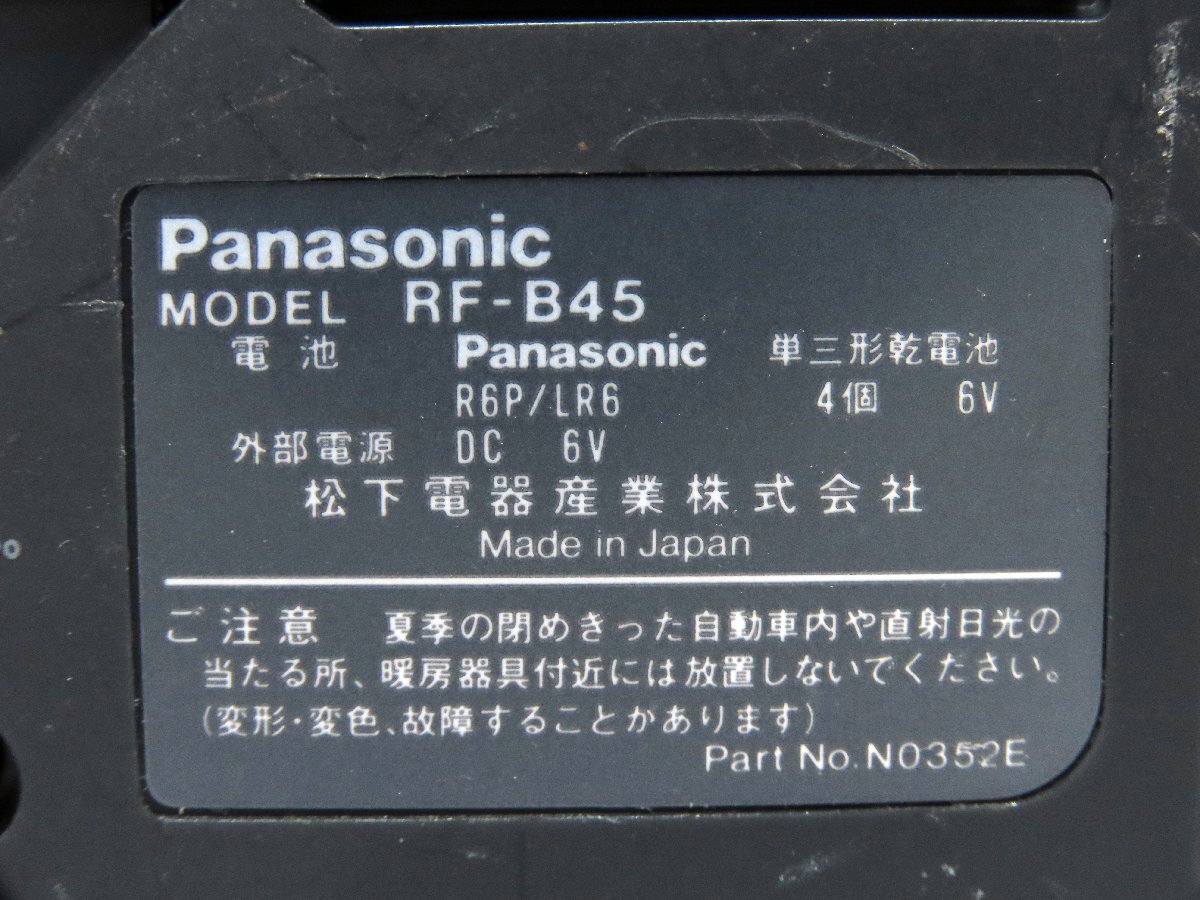 Panasonic
MODEL RF-B45
電池 Panasonic 単三形乾電池
R6P/LR6 4個 6V
外部電源 DC 6V
松下電器産業株式会社
Made in Japan
ご注意 夏季の閉めきった自動車内や直射日光の
当たる所、暖房器具付近には放置しないでください。
(変形・変色、故障することかあります)
Part No. N0352E